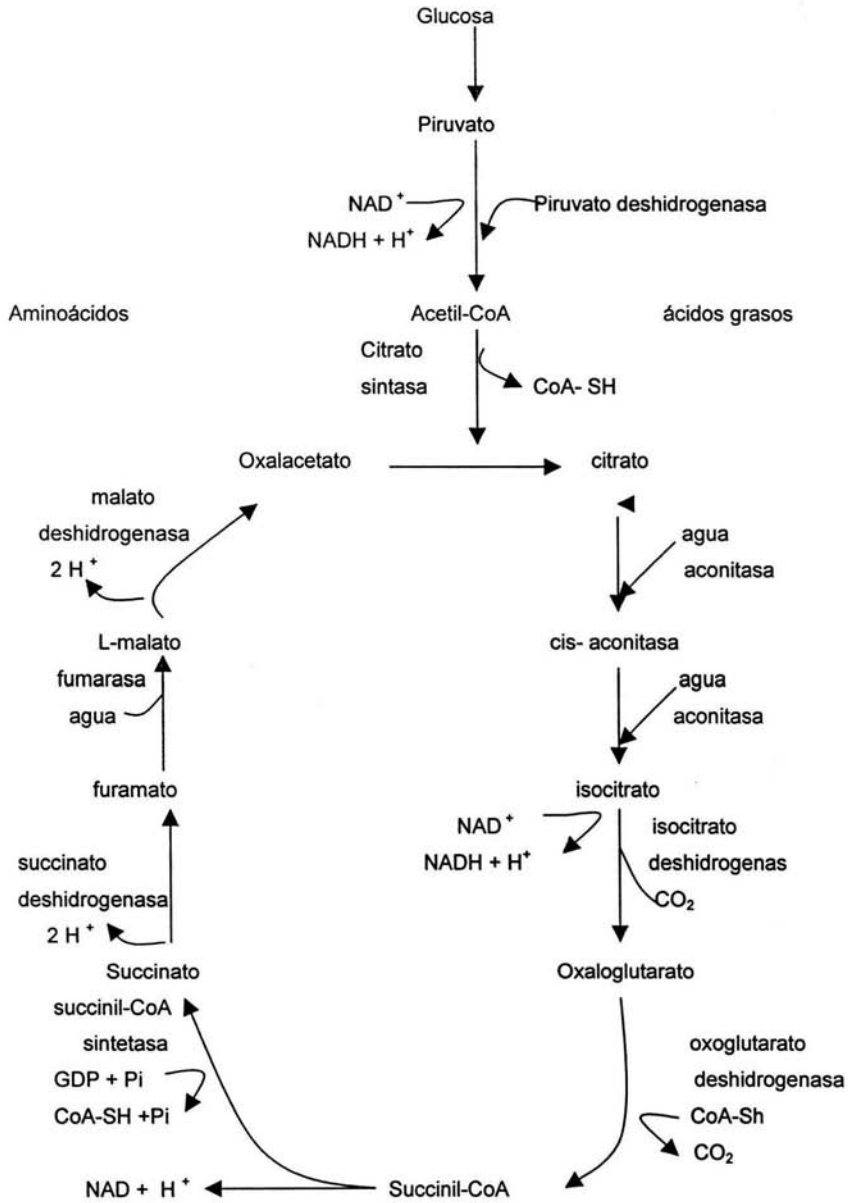 Glucosa
Piruvato
NAD⁺
Piruvato deshidrogenasa
NADH + H⁺
Aminoácidos
Acetil-CoA
ácidos grasos
Citrato
sintasa
CoA- SH
Oxalacetato
citrato
malato
deshidrogenasa
2 H⁺
agua
aconitasa
L-malato
cis- aconitasa
fumarasa
agua
agua
aconitasa
furamato
isocitrato
NAD⁺
NADH + H⁺
isocitrato
deshidrogenas
CO₂
succinato
deshidrogenasa
2 H⁺
Succinato
Oxaloglutarato
succinil-CoA
sintetasa
GDP + Pi
CoA-SH +Pi
oxoglutarato
deshidrogenasa
CoA-Sh
CO₂
NAD + H⁺
Succinil-CoA